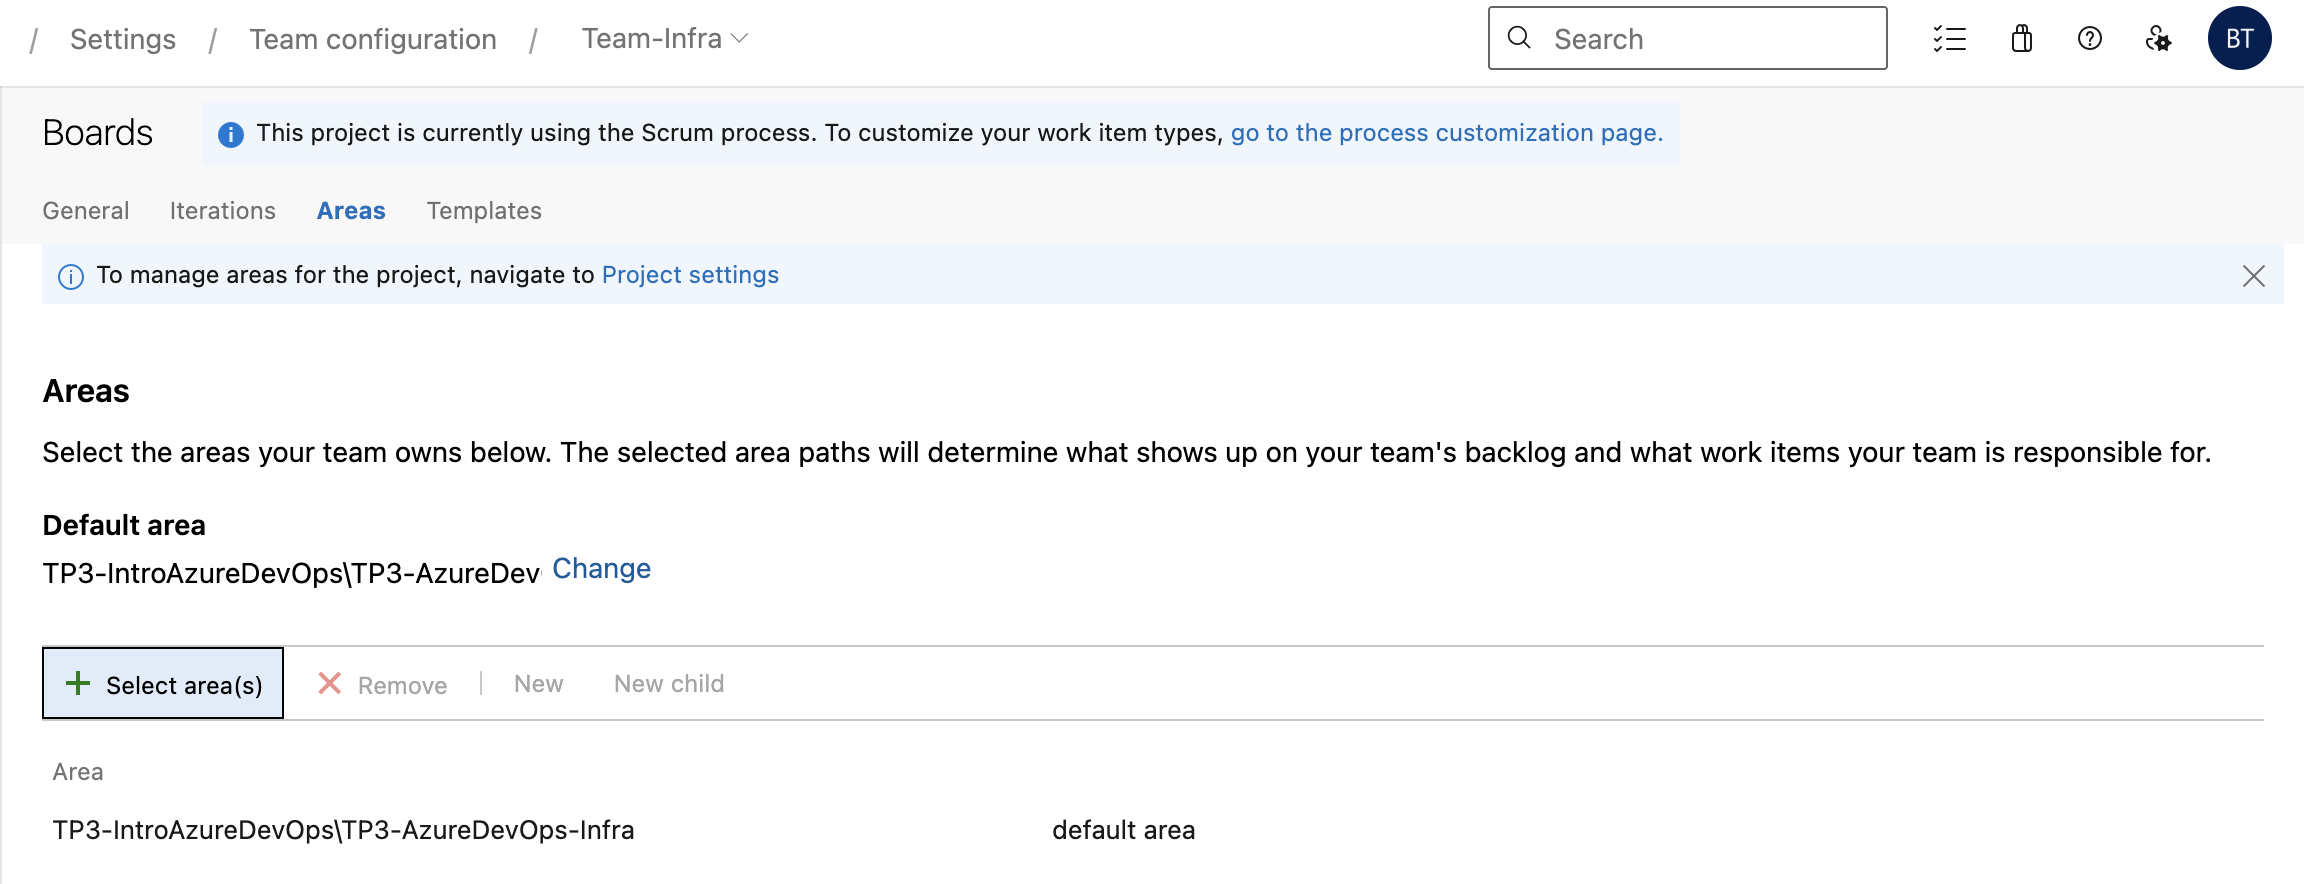 / Settings / Team configuration / Team-Infra
Search
BT
Boards
This project is currently using the Scrum process. To customize your work item types, go to the process customization page.
General Iterations Areas Templates
To manage areas for the project, navigate to Project settings
Areas
Select the areas your team owns below. The selected area paths will determine what shows up on your team's backlog and what work items your team is responsible for.
Default area
TP3-IntroAzureDevOps\TP3-AzureDev Change
+ Select area(s) Remove | New New child
Area
TP3-IntroAzureDevOps\TP3-AzureDevOps-Infra default area